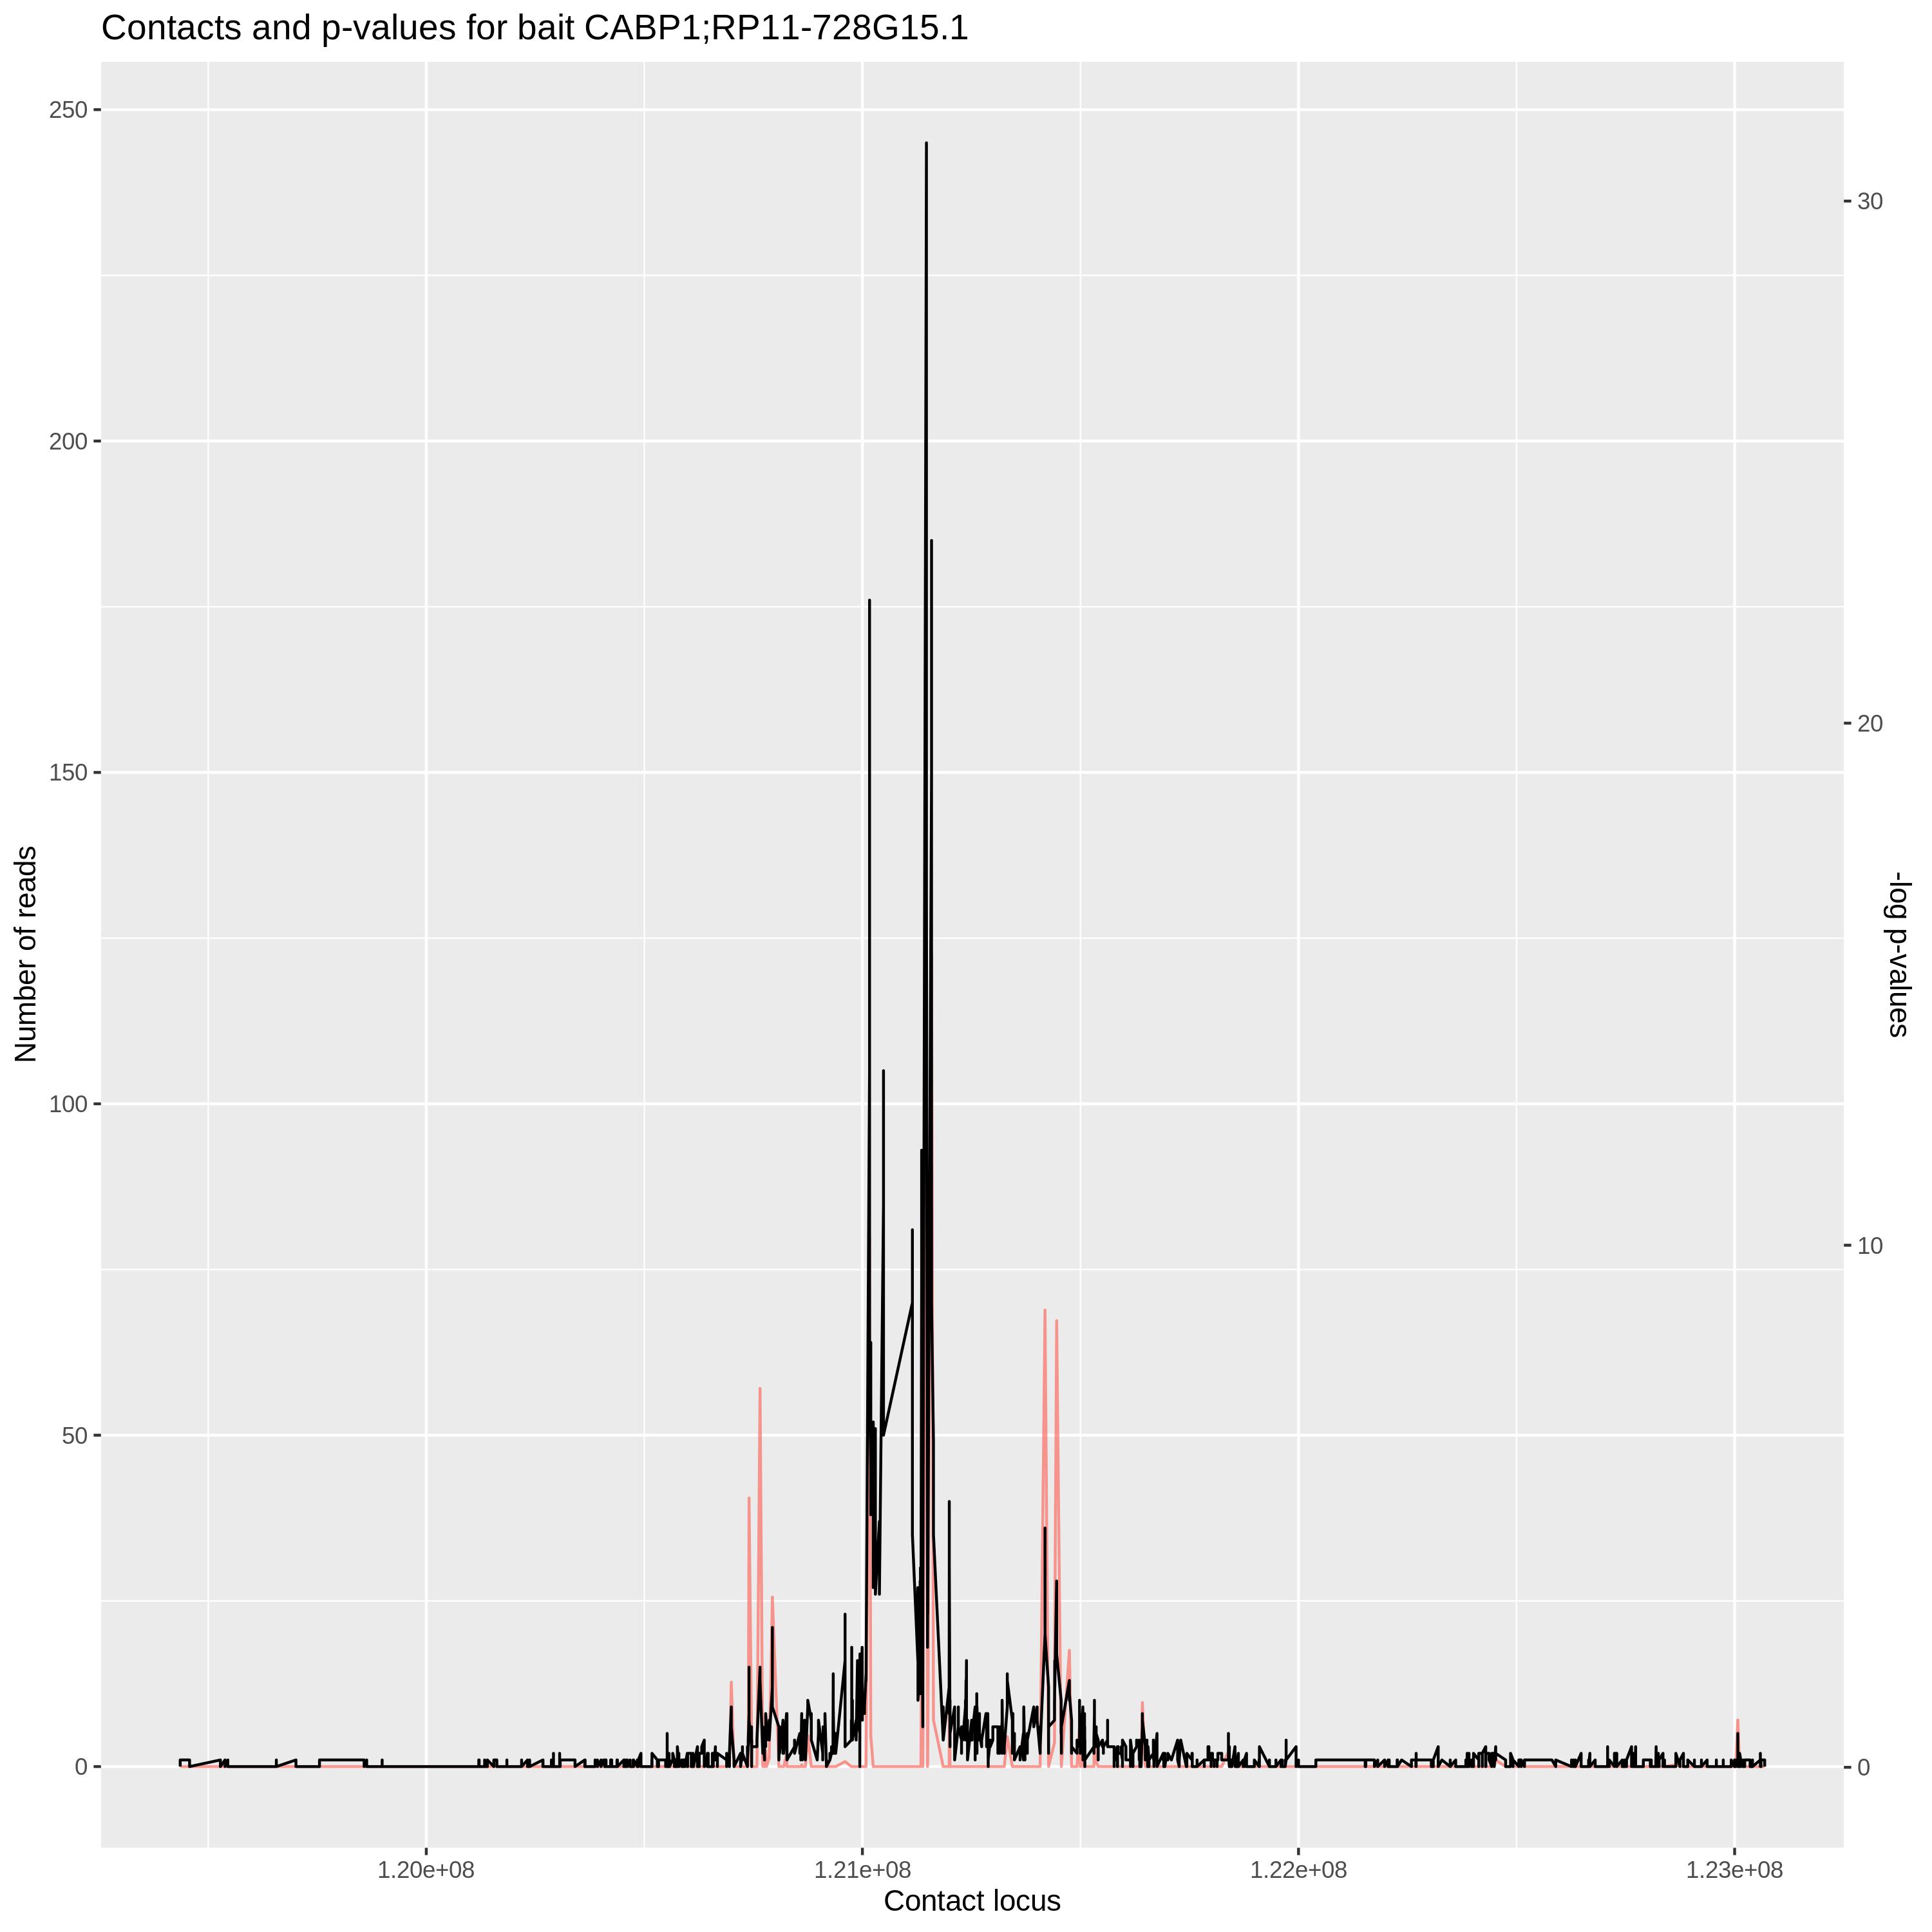 Contacts and p-values for bait CABP1;RP11-728G15.1
250
200
150
100
50
0
Number of reads
30
20
10
0
-log p-values
1.20e+08
1.21e+08
1.22e+08
1.23e+08
Contact locus